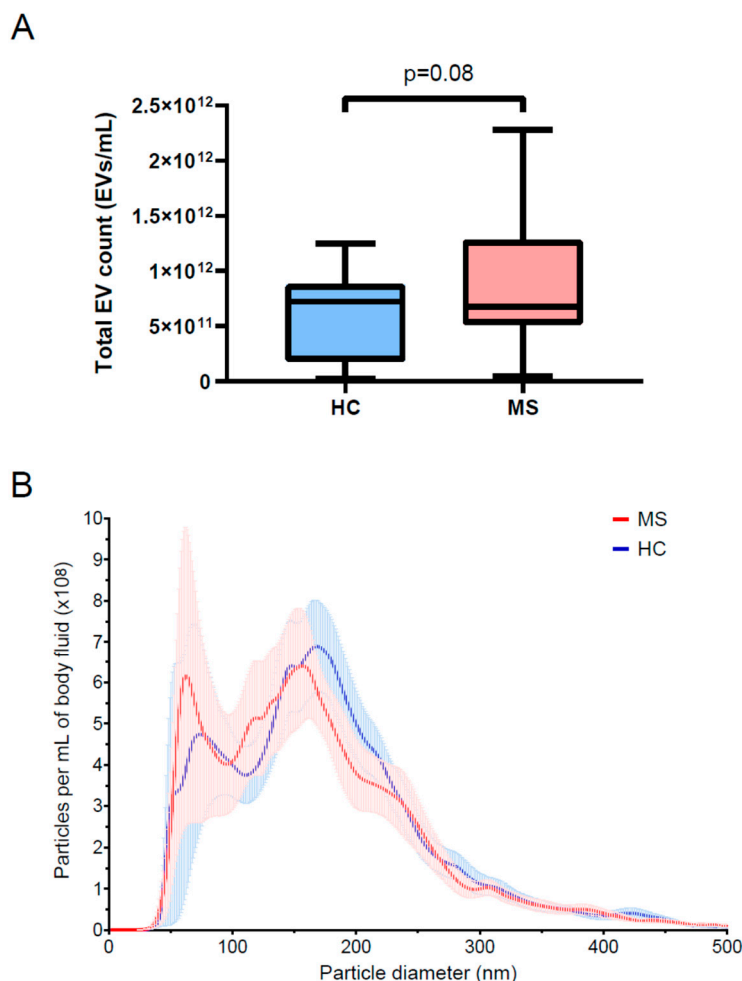 A
p=0.08
Total EV count (EVs/mL)
2.5×10¹²
2×10¹²
1.5×10¹²
1×10¹²
5×10¹¹
0
HC MS
B
Particles per mL of body fluid (x10⁸)
10
9
8
7
6
5
4
3
2
1
0
MS
HC
0 100 200 300 400 500
Particle diameter (nm)